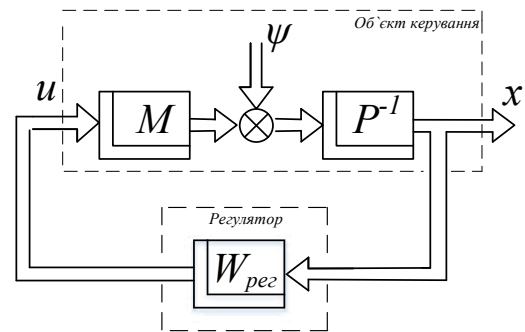 Об`єкт керування
ψ
u
M
P⁻¹
x
Регулятор
Wрег